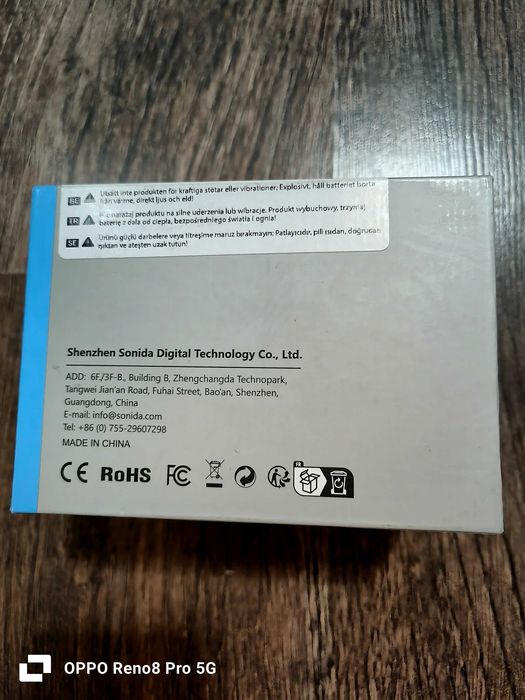 BE Utsätt inte produkten för kraftiga stötar eller vibrationer; Explosivt, håll batteriet borta
från värme, direkt ljus och eld!
TR narażaj produktu na silne uderzenia lub wibracje. Produkt wybuchowy, trzymaj
baterię z dala od ciepła, bezpośredniego światła i ognia!
SE Ürünü güçlü darbelere veya titreşime maruz bırakmayın; Patlayıcıdır, pili ısıdan, doğrudan
ışıktan ve ateşten uzak tutun!
Shenzhen Sonida Digital Technology Co., Ltd.
ADD: 6F./3F-B., Building B, Zhengchangda Technopark,
Tangwei Jian'an Road, Fuhai Street, Bao'an, Shenzhen,
Guangdong, China
E-mail: info@sonida.com
Tel: +86 (0) 755-29607298
MADE IN CHINA
CE RoHS FC FR
OPPO Reno8 Pro 5G